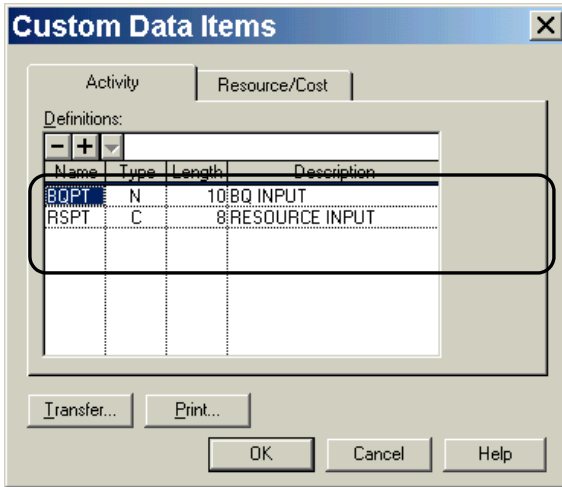 Custom Data Items
Activity Resource/Cost
Definitions:
Name Type Length Description
BQPT N 10 BQ INPUT
RSPT C 8 RESOURCE INPUT
Transfer... Print...
OK Cancel Help